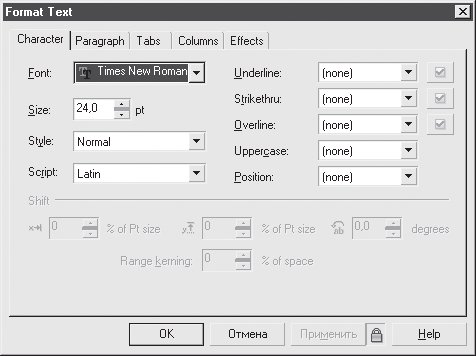 Format Text
Character Paragraph Tabs Columns Effects
Font: Times New Roman Underline: (none)
Size: 24,0 pt Strikethru: (none)
Overline: (none)
Style: Normal Uppercase: (none)
Script: Latin Position: (none)
Shift
0 % of Pt size 0 % of Pt size ab 0,0 degrees
Range kerning: 0 % of space
OK Отмена Применить Help